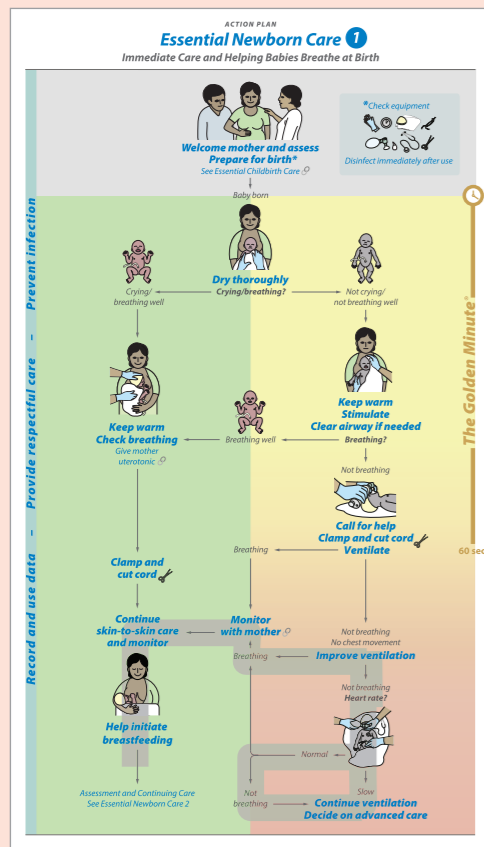 ACTION PLAN
Essential Newborn Care 1
Immediate Care and Helping Babies Breathe at Birth
*Check equipment
Disinfect immediately after use
Welcome mother and assess
Prepare for birth*
See Essential Childbirth Care
Baby born
Dry thoroughly
Crying/breathing?
Crying/
breathing well
Not crying/
not breathing well
Keep warm
Check breathing
Give mother
uterotonic
Breathing well
Keep warm
Stimulate
Clear airway if needed
Breathing?
Not breathing
Call for help
Clamp and cut cord
Ventilate
Breathing
Clamp and
cut cord
Continue
skin-to-skin care
and monitor
Monitor
with mother
Not breathing
No chest movement
Breathing
Improve ventilation
Not breathing
Heart rate?
Help initiate
breastfeeding
Normal
Slow
Assessment and Continuing Care
See Essential Newborn Care 2
Not
breathing
Continue ventilation
Decide on advanced care
Record and use data – Provide respectful care – Prevent infection
The Golden Minute®
60 sec